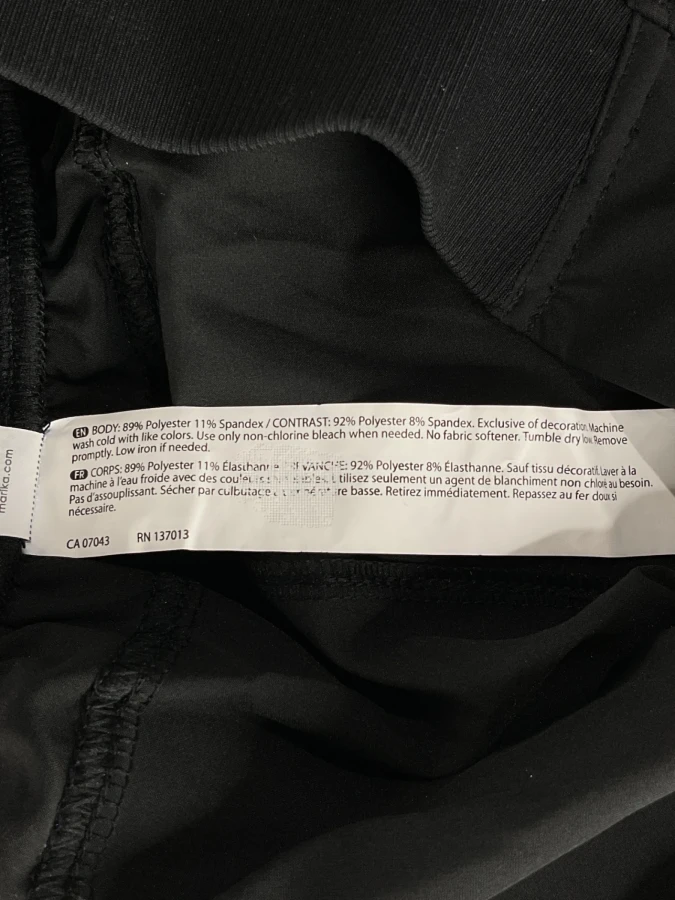 marika.com
EN BODY: 89% Polyester 11% Spandex / CONTRAST: 92% Polyester 8% Spandex. Exclusive of decoration. Machine
wash cold with like colors. Use only non-chlorine bleach when needed. No fabric softener. Tumble dry low. Remove
promptly. Low iron if needed.
FR CORPS: 89% Polyester 11% Élasthanne 92% Polyester 8% Élasthanne. Sauf tissu décoratif. Laver à la
machine à l'eau froide avec des tilisez seulement un agent de blanchiment non chloré au besoin.
Pas d'assouplissant. Sécher par culbutage re basse. Retirez immédiatement. Repassez au fer doux si
nécessaire.
CA 07043 RN 137013